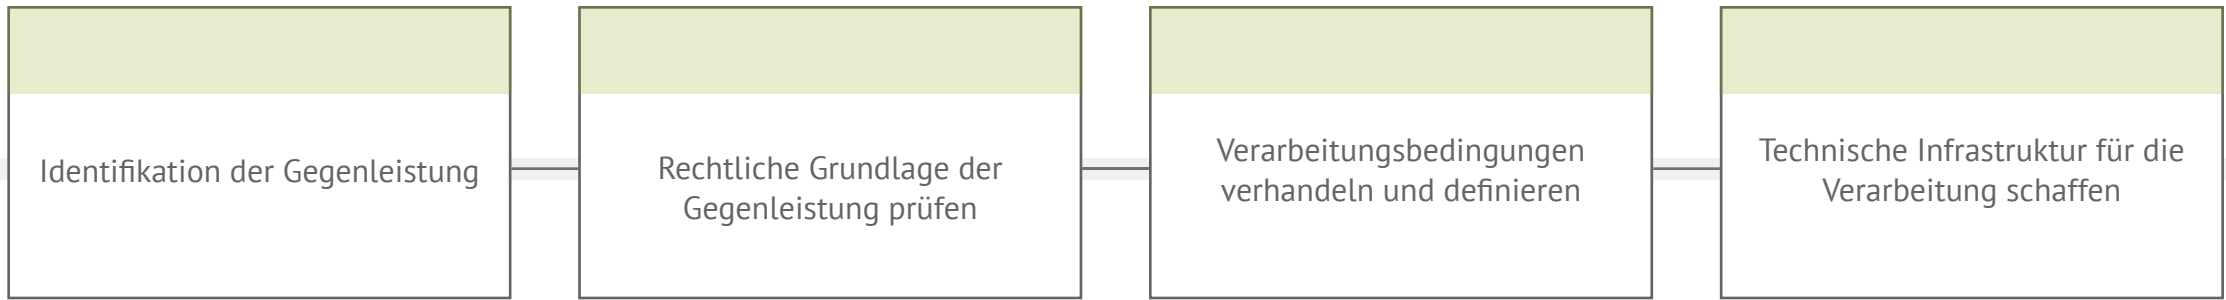 Identifikation der Gegenleistung
Rechtliche Grundlage der
Gegenleistung prüfen
Verarbeitungsbedingungen
verhandeln und definieren
Technische Infrastruktur für die
Verarbeitung schaffen